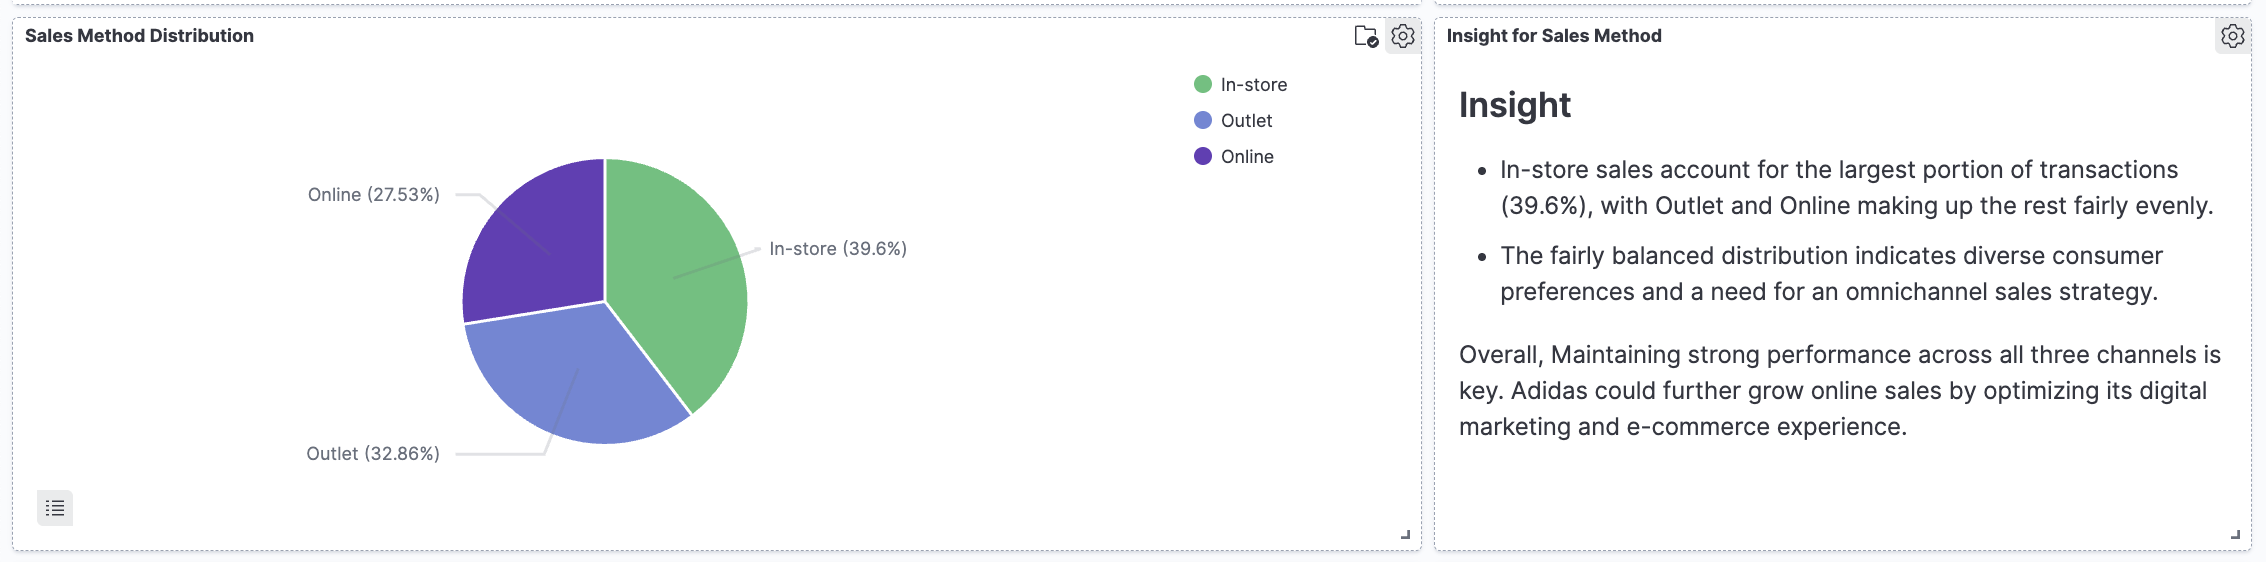 Sales Method Distribution
In-store
Outlet
Online
Online (27.53%)
In-store (39.6%)
Outlet (32.86%)
Insight for Sales Method
Insight
• In-store sales account for the largest portion of transactions
(39.6%), with Outlet and Online making up the rest fairly evenly.
• The fairly balanced distribution indicates diverse consumer
preferences and a need for an omnichannel sales strategy.
Overall, Maintaining strong performance across all three channels is
key. Adidas could further grow online sales by optimizing its digital
marketing and e-commerce experience.